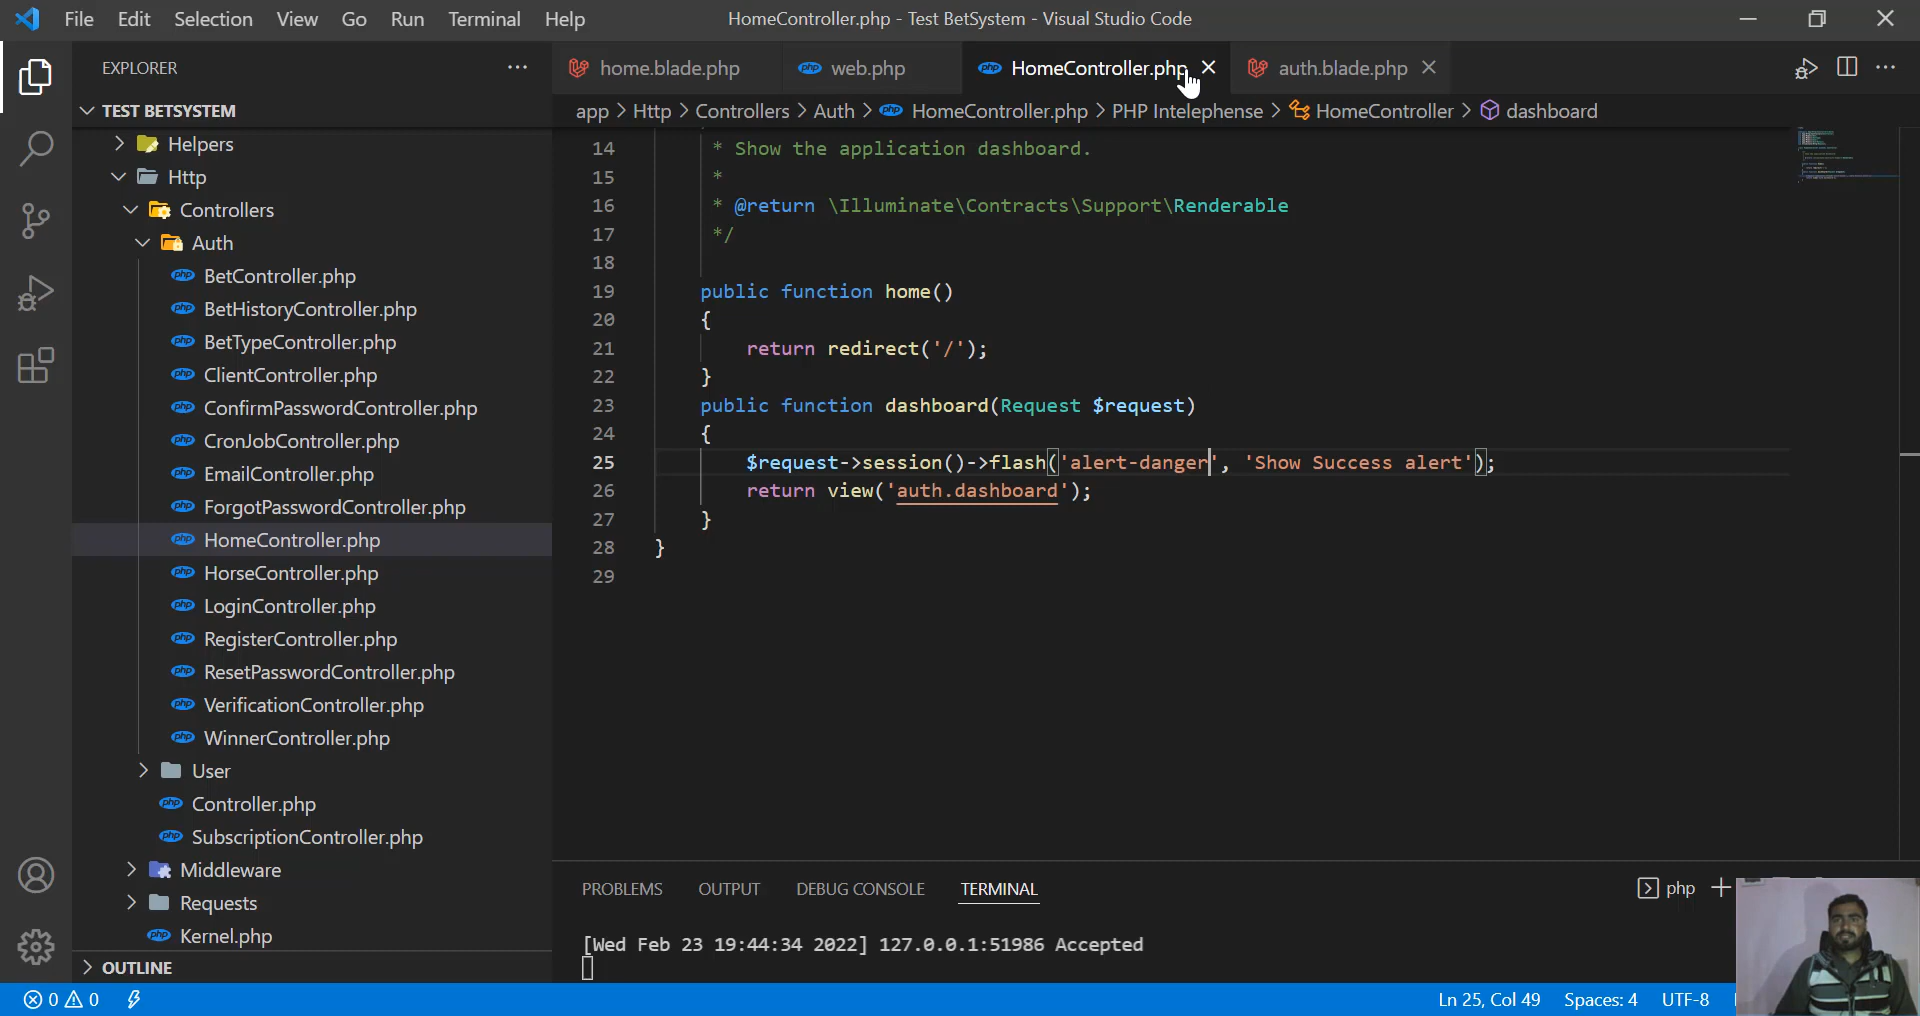 File Edit Selection View Go Run Terminal Help
HomeController.php - Test BetSystem - Visual Studio Code
EXPLORER
TEST BETSYSTEM
Helpers
Http
Controllers
Auth
BetController.php
BetHistoryController.php
BetTypeController.php
ClientController.php
ConfirmPasswordController.php
CronJobController.php
EmailController.php
ForgotPasswordController.php
HomeController.php
HorseController.php
LoginController.php
RegisterController.php
ResetPasswordController.php
VerificationController.php
WinnerController.php
User
Controller.php
SubscriptionController.php
Middleware
Requests
Kernel.php
OUTLINE
home.blade.php web.php HomeController.php auth.blade.php
app > Http > Controllers > Auth > HomeController.php > PHP Intelephense > HomeController > dashboard
14 * Show the application dashboard.
15 *
16 * @return \Illuminate\Contracts\Support\Renderable
17 */
18
19 public function home()
20 {
21 return redirect('/');
22 }
23 public function dashboard(Request $request)
24 {
25 $request->session()->flash('alert-danger', 'Show Success alert');
26 return view('auth.dashboard');
27 }
28 }
29
PROBLEMS OUTPUT DEBUG CONSOLE TERMINAL
php
[Wed Feb 23 19:44:34 2022] 127.0.0.1:51986 Accepted
0 0
Ln 25, Col 49 Spaces: 4 UTF-8